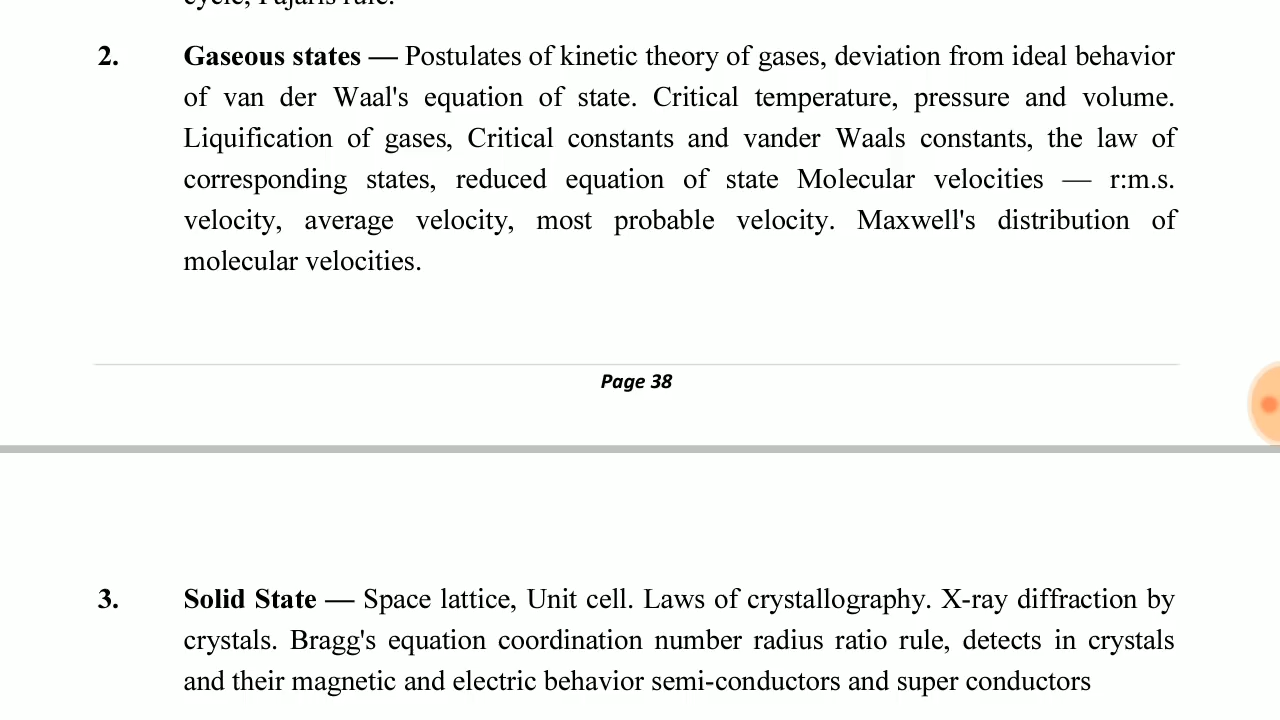 cycle, Fajaris rule.
2. Gaseous states — Postulates of kinetic theory of gases, deviation from ideal behavior
of van der Waal's equation of state. Critical temperature, pressure and volume.
Liquification of gases, Critical constants and vander Waals constants, the law of
corresponding states, reduced equation of state Molecular velocities — r:m.s.
velocity, average velocity, most probable velocity. Maxwell's distribution of
molecular velocities.
Page 38
3. Solid State — Space lattice, Unit cell. Laws of crystallography. X-ray diffraction by
crystals. Bragg's equation coordination number radius ratio rule, detects in crystals
and their magnetic and electric behavior semi-conductors and super conductors